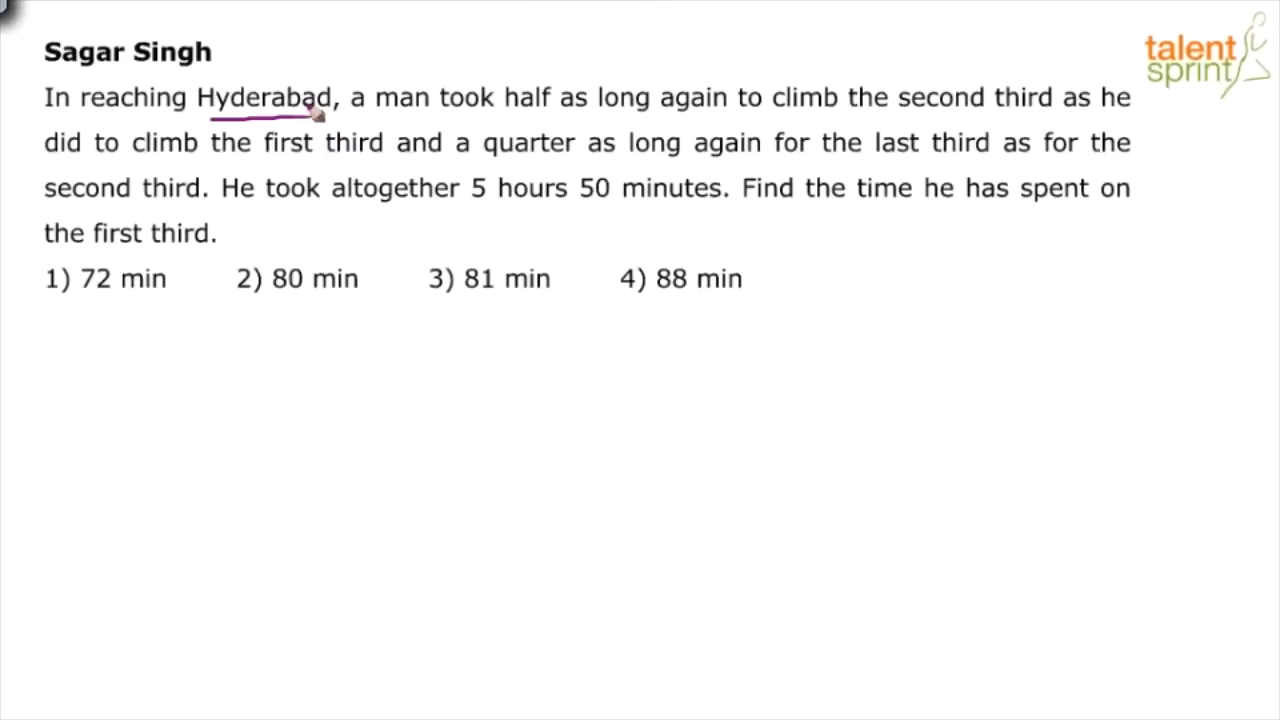 Sagar Singh
talent
sprint
In reaching Hyderabad, a man took half as long again to climb the second third as he
did to climb the first third and a quarter as long again for the last third as for the
second third. He took altogether 5 hours 50 minutes. Find the time he has spent on
the first third.
1) 72 min 2) 80 min 3) 81 min 4) 88 min